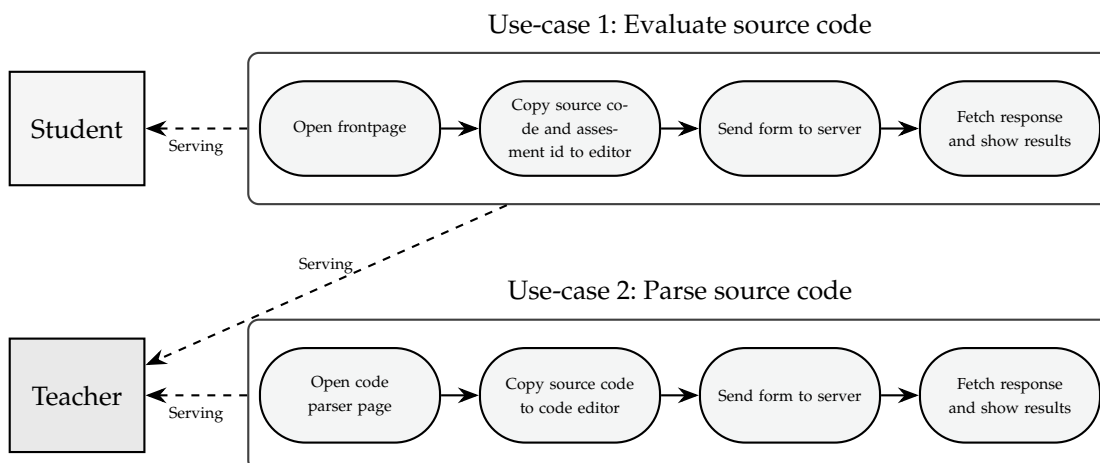 Use-case 1: Evaluate source code
Student
Serving
Open frontpage
Copy source co-
de and asses-
ment id to editor
Send form to server
Fetch response
and show results
Serving
Use-case 2: Parse source code
Teacher
Serving
Open code
parser page
Copy source code
to code editor
Send form to server
Fetch response
and show results